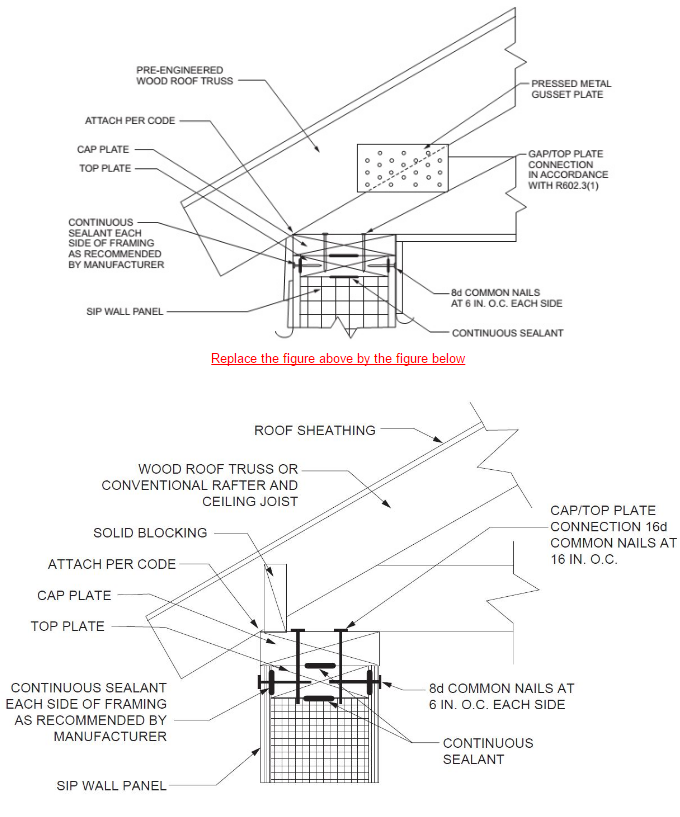 PRE-ENGINEERED
WOOD ROOF TRUSS
PRESSED METAL
GUSSET PLATE
ATTACH PER CODE
CAP PLATE
TOP PLATE
GAP/TOP PLATE
CONNECTION
IN ACCORDANCE
WITH R602.3(1)
CONTINUOUS
SEALANT EACH
SIDE OF FRAMING
AS RECOMMENDED
BY MANUFACTURER
8d COMMON NAILS
AT 6 IN. O.C. EACH SIDE
SIP WALL PANEL
CONTINUOUS SEALANT
Replace the figure above by the figure below
ROOF SHEATHING
WOOD ROOF TRUSS OR
CONVENTIONAL RAFTER AND
CEILING JOIST
SOLID BLOCKING
CAP/TOP PLATE
CONNECTION 16d
COMMON NAILS AT
16 IN. O.C.
ATTACH PER CODE
CAP PLATE
TOP PLATE
CONTINUOUS SEALANT
EACH SIDE OF FRAMING
AS RECOMMENDED BY
MANUFACTURER
8d COMMON NAILS AT
6 IN. O.C. EACH SIDE
CONTINUOUS
SEALANT
SIP WALL PANEL